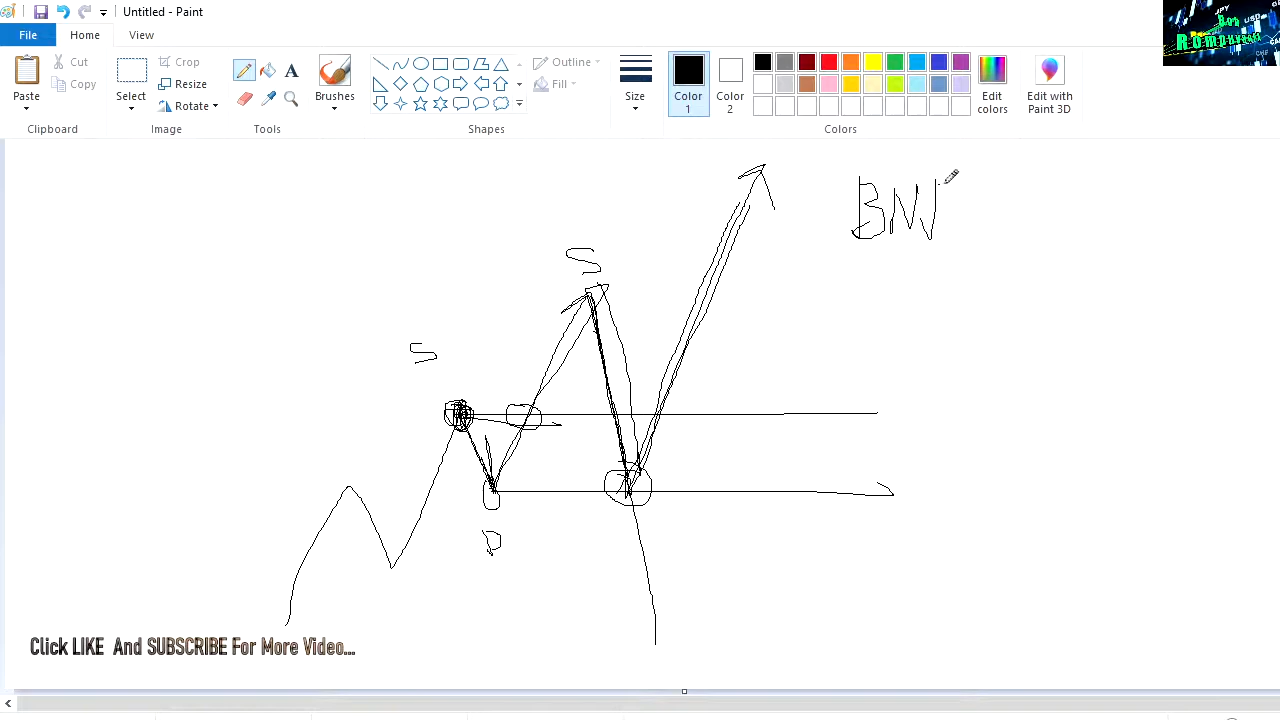 Untitled - Paint
File Home View
Paste
Cut
Copy
Clipboard
Select
Crop
Resize
Rotate
Image
A
Tools
Brushes
Shapes
Outline
Fill
Size
Color 1
Color 2
Colors
Edit colors
Edit with Paint 3D
JPY
USD
S
S
D
Click LIKE And SUBSCRIBE For More Video...